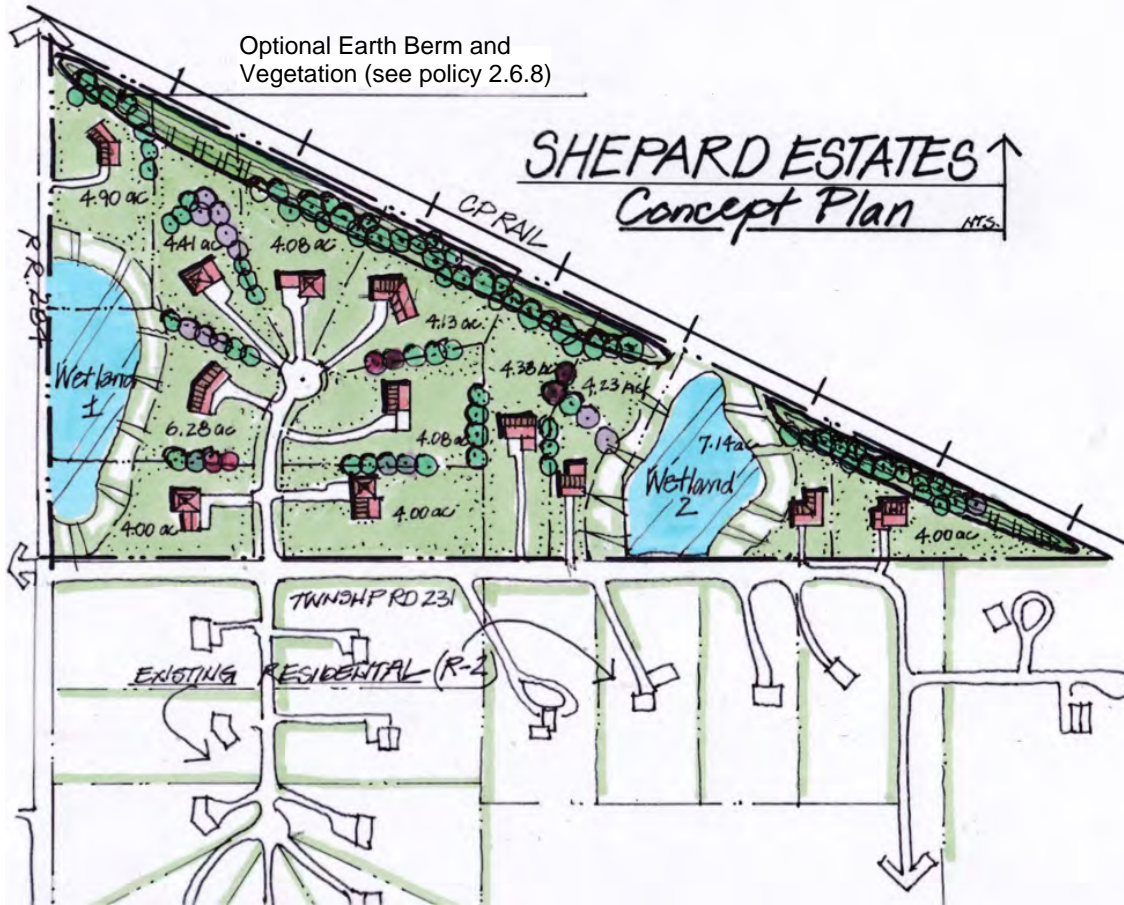 Optional Earth Berm and
Vegetation (see policy 2.6.8)
SHEPARD ESTATES
Concept Plan
N.T.S.
CP RAIL
4.90 ac
4.41 ac
4.08 ac
4.13 ac
4.38 ac
4.23 ac
Wetland
1
6.28 ac
4.08 ac
7.14 ac
Wetland
2
4.00 ac
4.00 ac
4.00 ac
TWNSHP RD 231
EXISTING RESIDENTIAL (R-2)